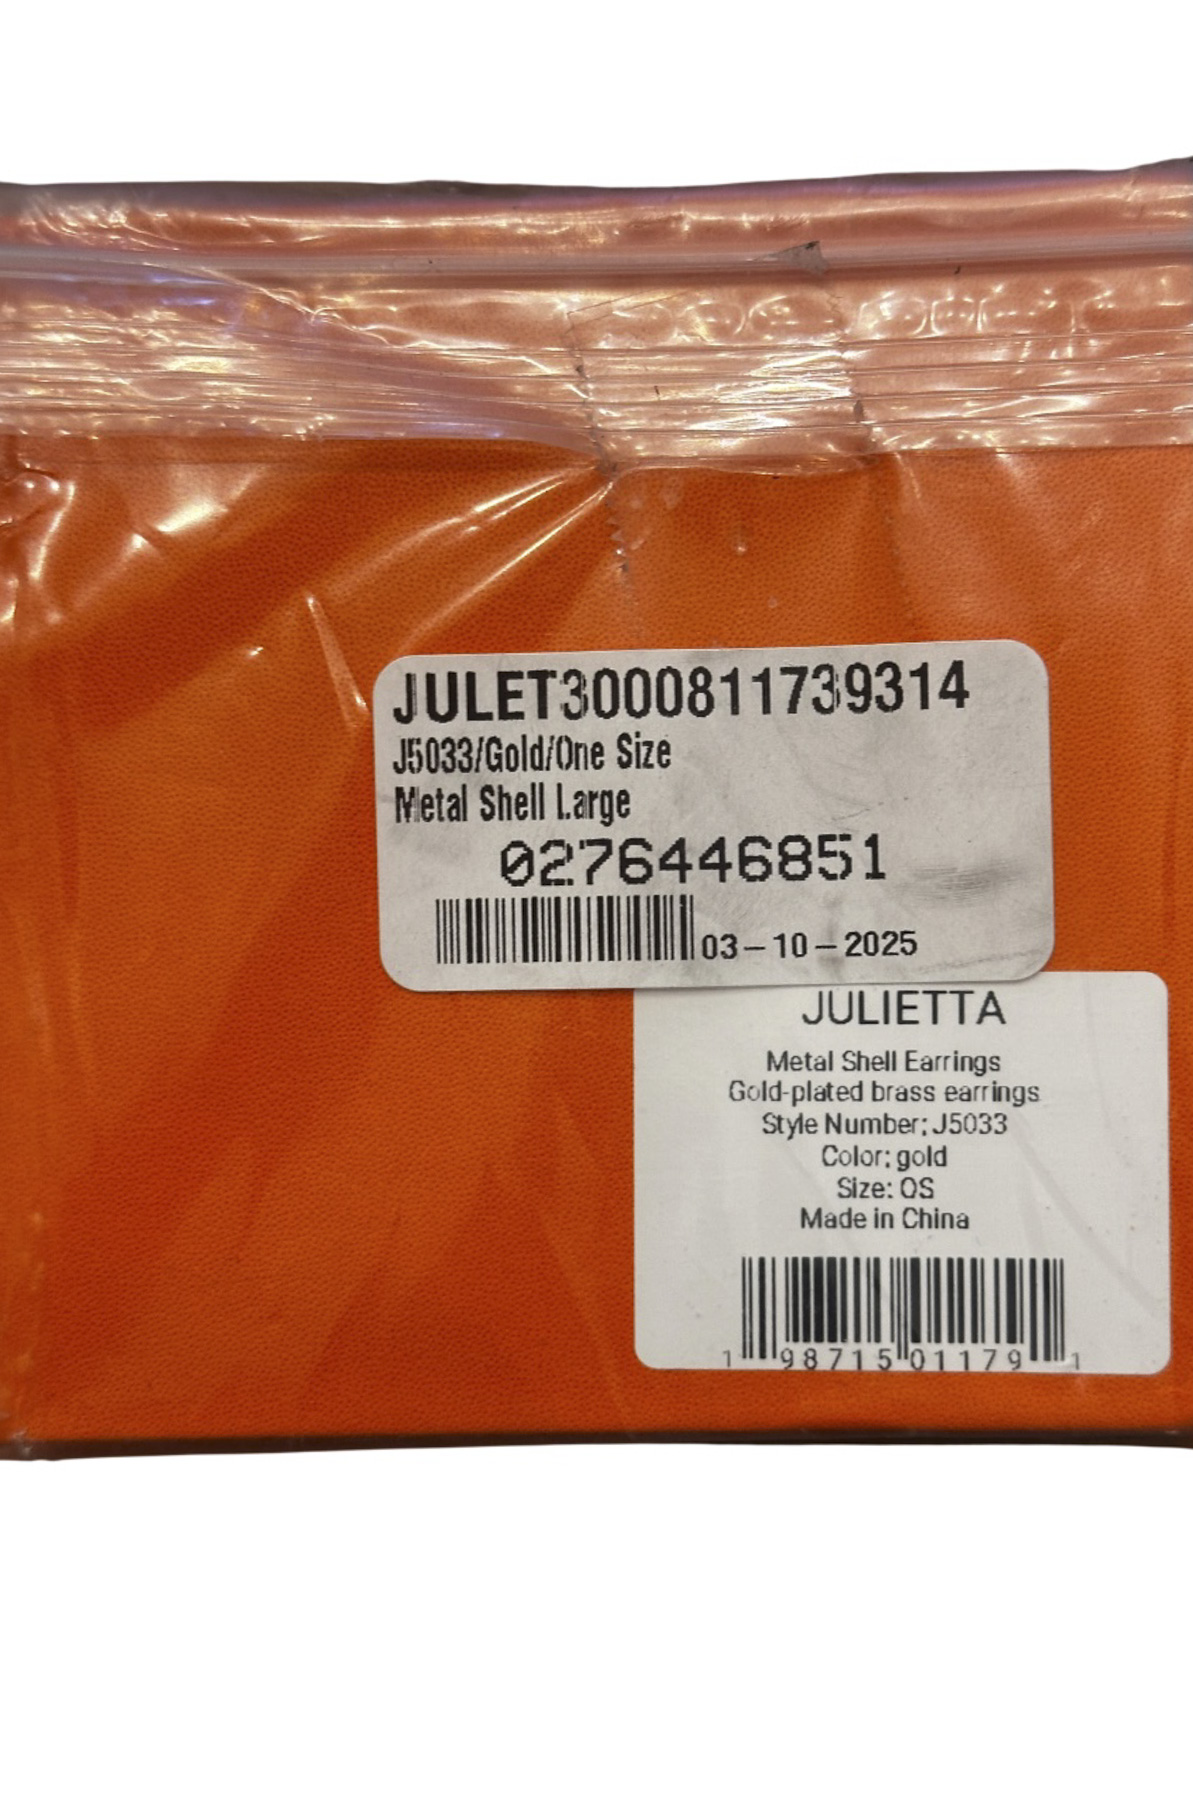 JULET3000811739314
J5033/Gold/One Size
Metal Shell Large
0276446851
03-10-2025
JULIETTA
Metal Shell Earrings
Gold-plated brass earrings
Style Number: J5033
Color: gold
Size: OS
Made in China
1 98715 01179 1